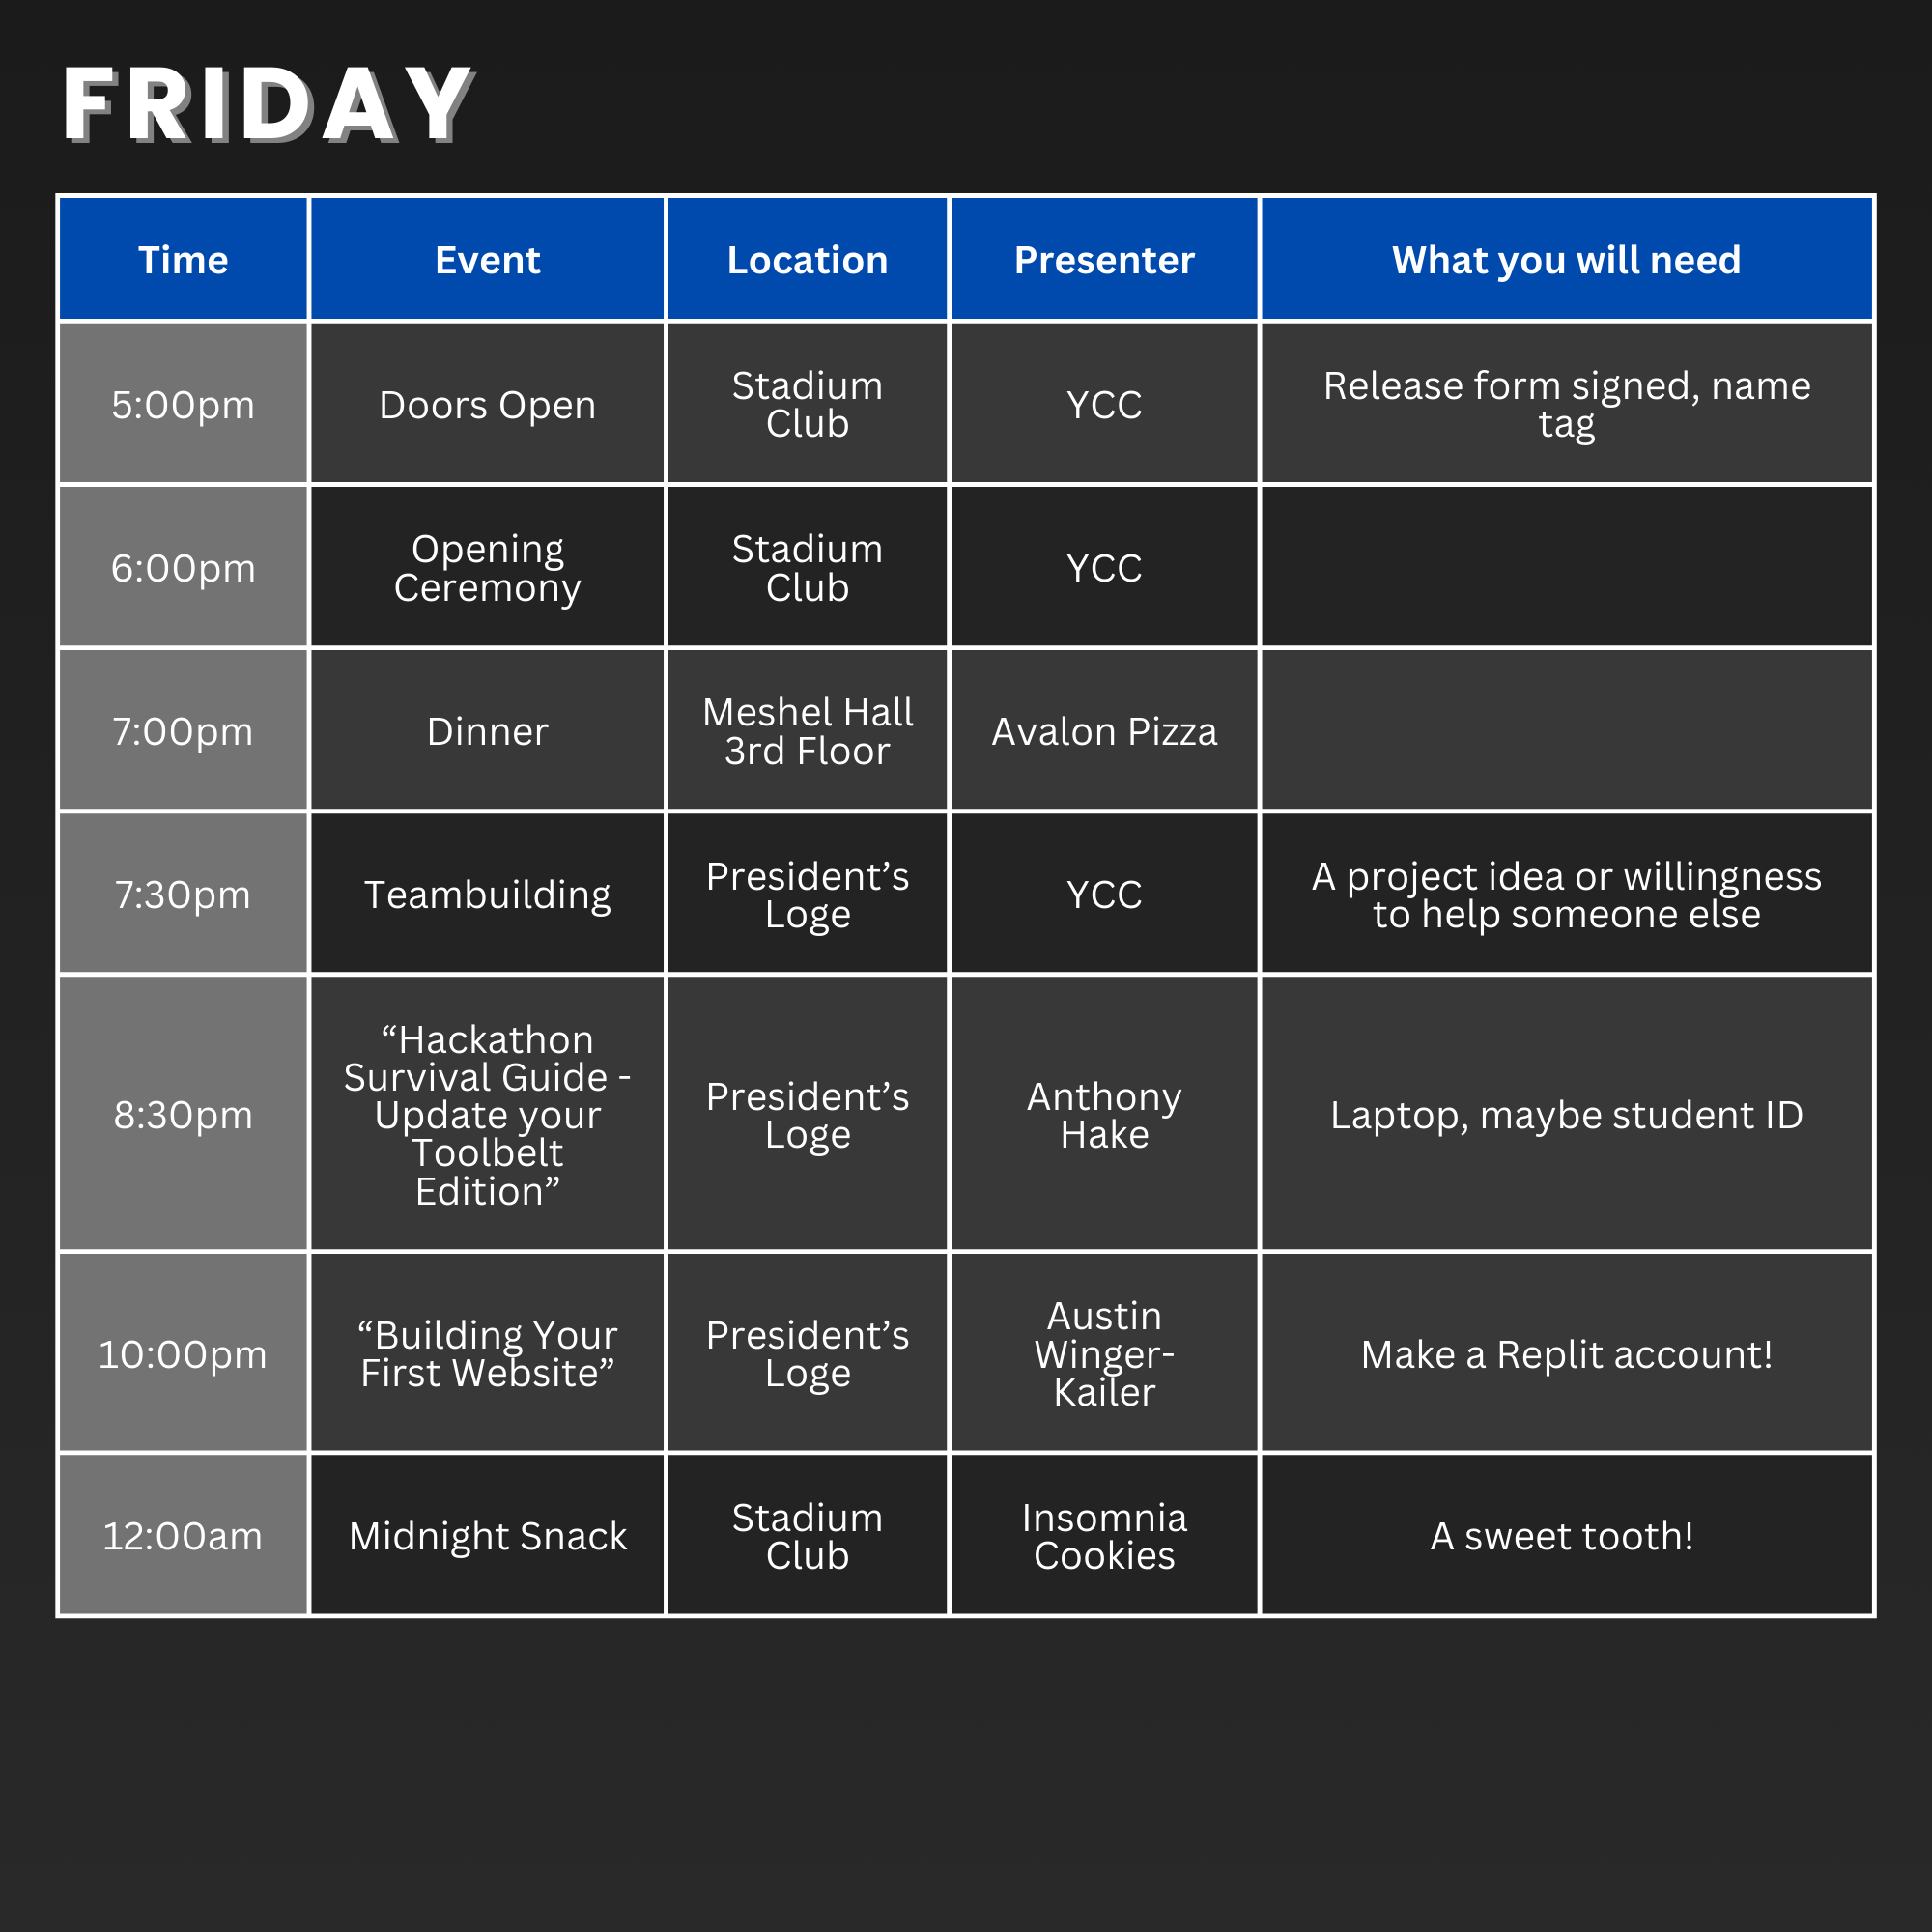 FRIDAY
Time
Event
Location
Presenter
What you will need
5:00pm
Doors Open
Stadium
Club
YCC
Release form signed, name
tag
6:00pm
Opening
Ceremony
Stadium
Club
YCC
7:00pm
Dinner
Meshel Hall
3rd Floor
Avalon Pizza
7:30pm
Teambuilding
President’s
Loge
YCC
A project idea or willingness
to help someone else
8:30pm
“Hackathon
Survival Guide -
Update your
Toolbelt
Edition”
President’s
Loge
Anthony
Hake
Laptop, maybe student ID
10:00pm
“Building Your
First Website”
President’s
Loge
Austin
Winger-
Kailer
Make a Replit account!
12:00am
Midnight Snack
Stadium
Club
Insomnia
Cookies
A sweet tooth!